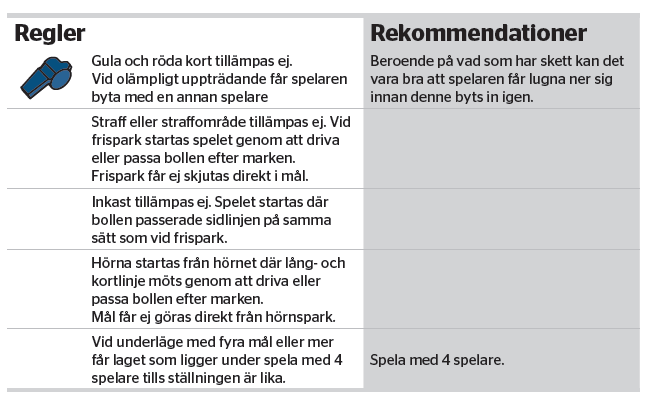 Regler
Rekommendationer
Gula och röda kort tillämpas ej.
Vid olämpligt uppträdande får spelaren
byta med en annan spelare
Beroende på vad som har skett kan det
vara bra att spelaren får lugna ner sig
innan denne byts in igen.
Straff eller straffområde tillämpas ej. Vid
frispark startas spelet genom att driva
eller passa bollen efter marken.
Frispark får ej skjutas direkt i mål.
Inkast tillämpas ej. Spelet startas där
bollen passerade sidlinjen på samma
sätt som vid frispark.
Hörna startas från hörnet där lång- och
kortlinje möts genom att driva eller
passa bollen efter marken.
Mål får ej göras direkt från hörnspark.
Vid underläge med fyra mål eller mer
får laget som ligger under spela med 4
spelare tills ställningen är lika.
Spela med 4 spelare.